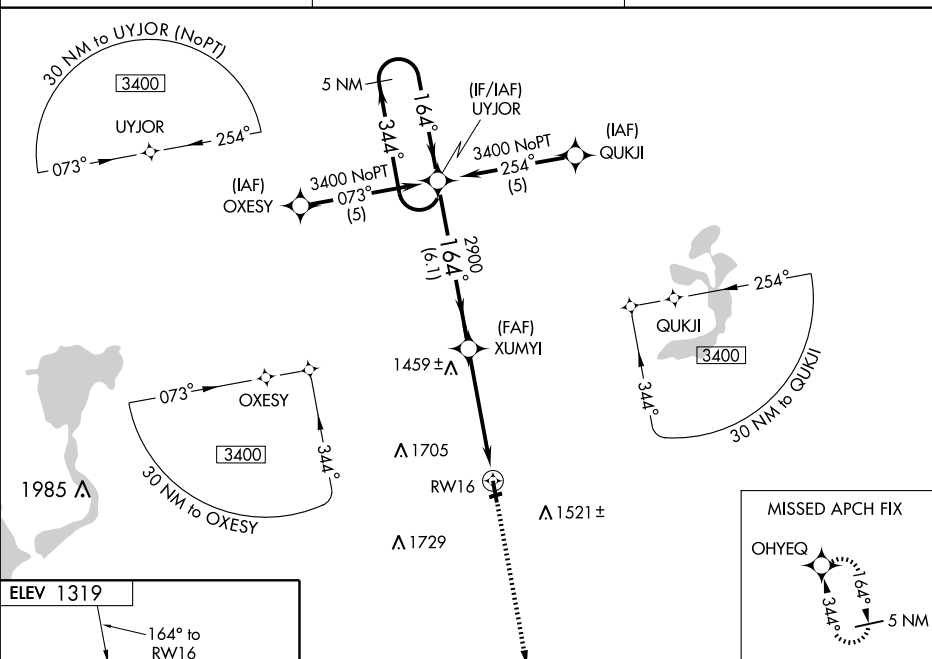 30 NM to UYJOR (NoPT)
3400
UYJOR
073°
254°
5 NM
164°
344°
(IF/IAF)
UYJOR
(IAF)
QUKJI
3400 NoPT
254°
(5)
(IAF)
OXESY
3400 NoPT
073°
(5)
2900
164°
(6.1)
(FAF)
XUMYI
1459 ±
254°
QUKJI
3400
344°
30 NM to QUKJI
073°
OXESY
3400
344°
30 NM to OXESY
1985
1705
RW16
1521 ±
1729
MISSED APCH FIX
OHYEQ
164°
344°
5 NM
ELEV 1319
164° to
RW16